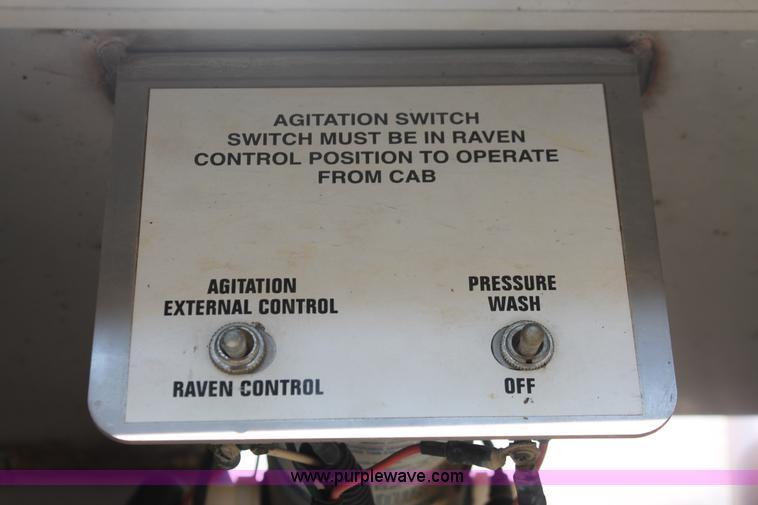 AGITATION SWITCH
SWITCH MUST BE IN RAVEN
CONTROL POSITION TO OPERATE
FROM CAB
AGITATION
EXTERNAL CONTROL
RAVEN CONTROL
PRESSURE
WASH
OFF
www.purplewave.com